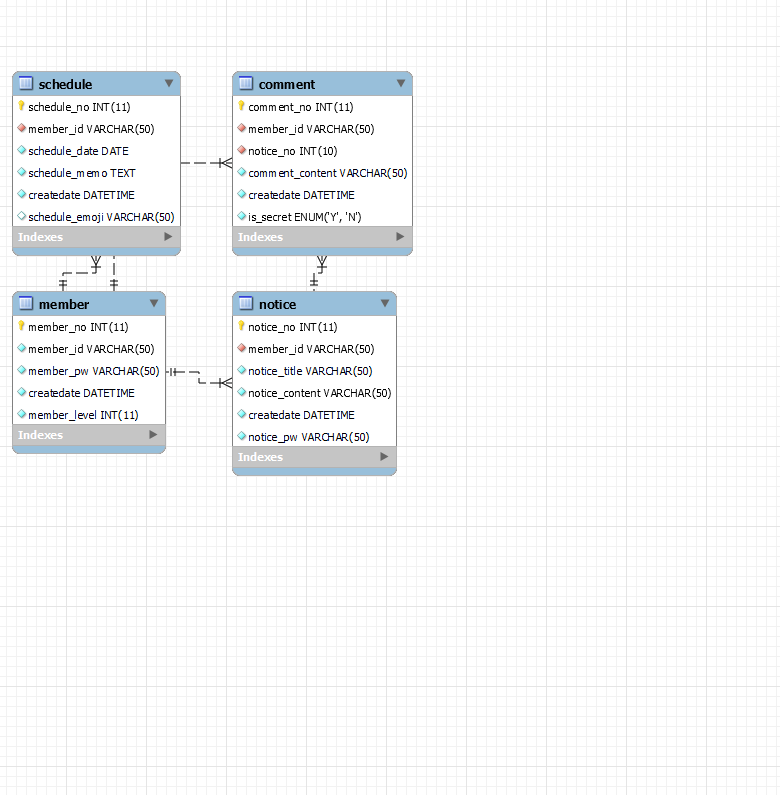 schedule
schedule_no INT(11)
member_id VARCHAR(50)
schedule_date DATE
schedule_memo TEXT
createdate DATETIME
schedule_emoji VARCHAR(50)
Indexes
comment
comment_no INT(11)
member_id VARCHAR(50)
notice_no INT(10)
comment_content VARCHAR(50)
createdate DATETIME
is_secret ENUM('Y', 'N')
Indexes
member
member_no INT(11)
member_id VARCHAR(50)
member_pw VARCHAR(50)
createdate DATETIME
member_level INT(11)
Indexes
notice
notice_no INT(11)
member_id VARCHAR(50)
notice_title VARCHAR(50)
notice_content VARCHAR(50)
createdate DATETIME
notice_pw VARCHAR(50)
Indexes